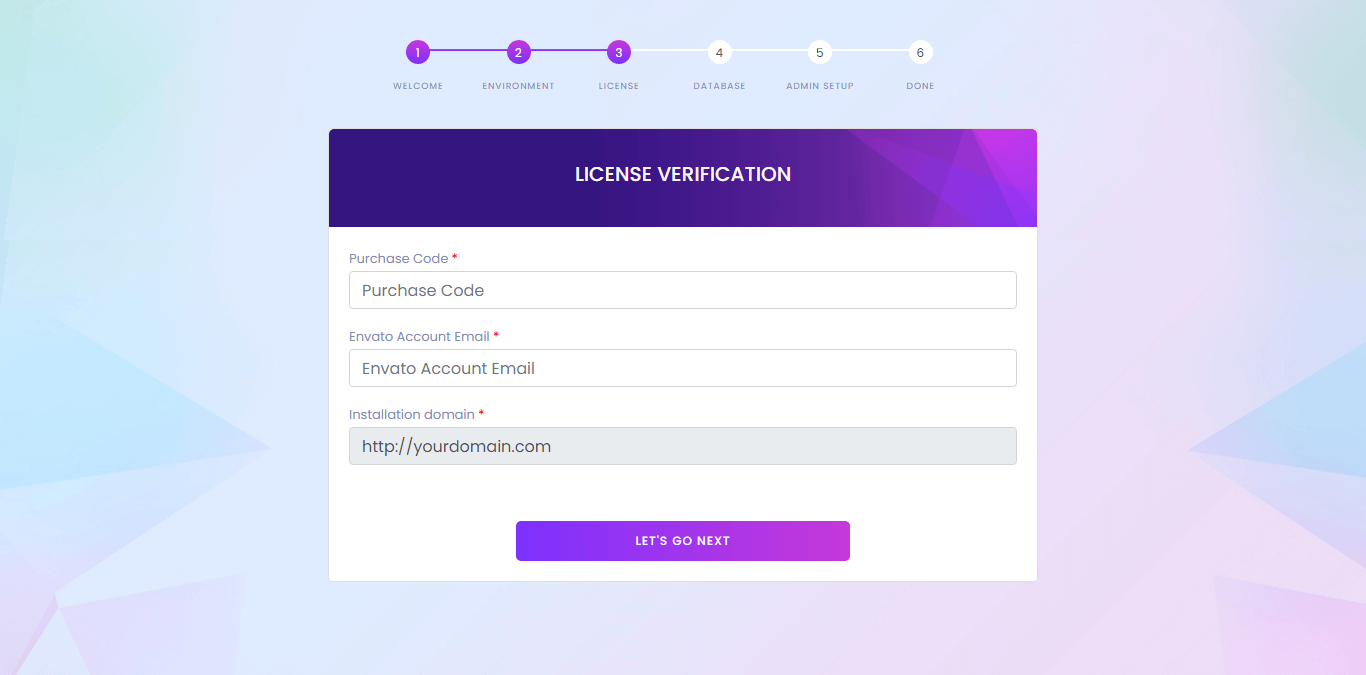 1 2 3 4 5 6
WELCOME ENVIRONMENT LICENSE DATABASE ADMIN SETUP DONE
LICENSE VERIFICATION
Purchase Code *
Purchase Code
Envato Account Email *
Envato Account Email
Installation domain *
http://yourdomain.com
LET'S GO NEXT